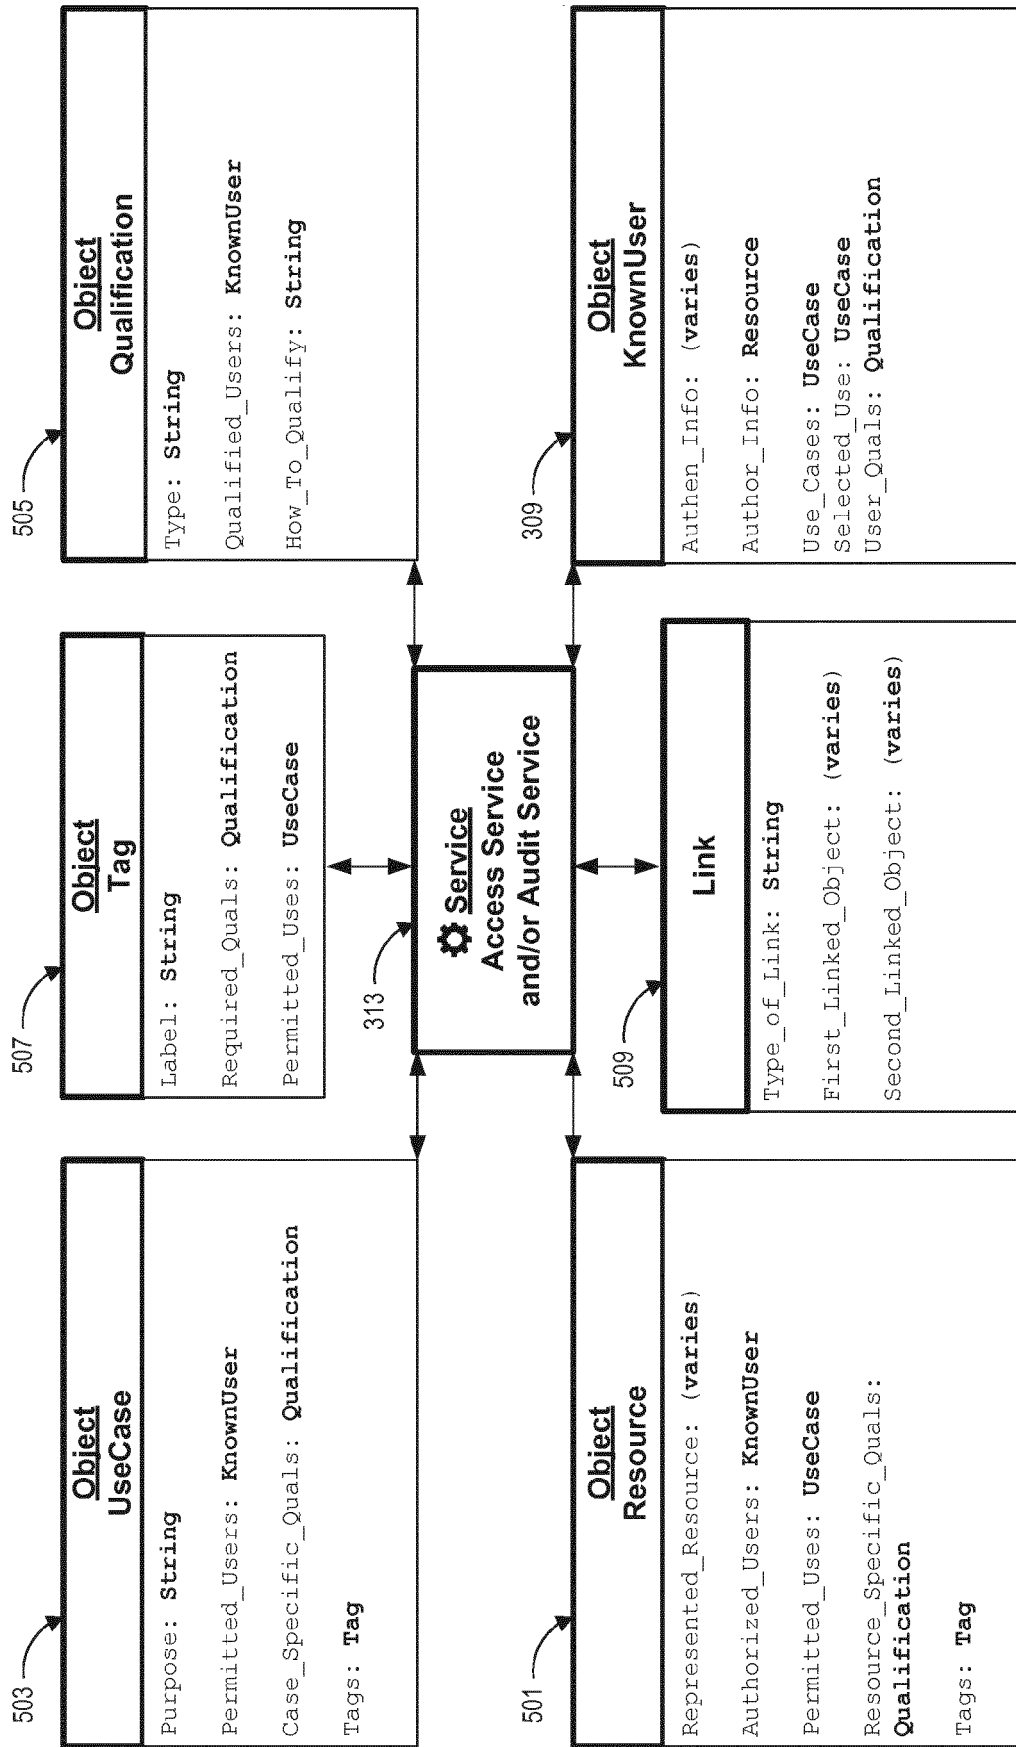 503
Object
UseCase
Purpose: String
Permitted_Users: KnownUser
Case_Specific_Quals: Qualification
Tags: Tag
507
Object
Tag
Label: String
Required_Quals: Qualification
Permitted_Uses: UseCase
505
Object
Qualification
Type: String
Qualified_Users: KnownUser
How_To_Qualify: String
313
Service
Access Service
and/or Audit Service
501
Object
Resource
Represented_Resource: (varies)
Authorized_Users: KnownUser
Permitted_Uses: UseCase
Resource_Specific_Quals:
Qualification
Tags: Tag
509
Link
Type_of_Link: String
First_Linked_Object: (varies)
Second_Linked_Object: (varies)
309
Object
KnownUser
Authen_Info: (varies)
Author_Info: Resource
Use_Cases: UseCase
Selected_Use: UseCase
User_Quals: Qualification